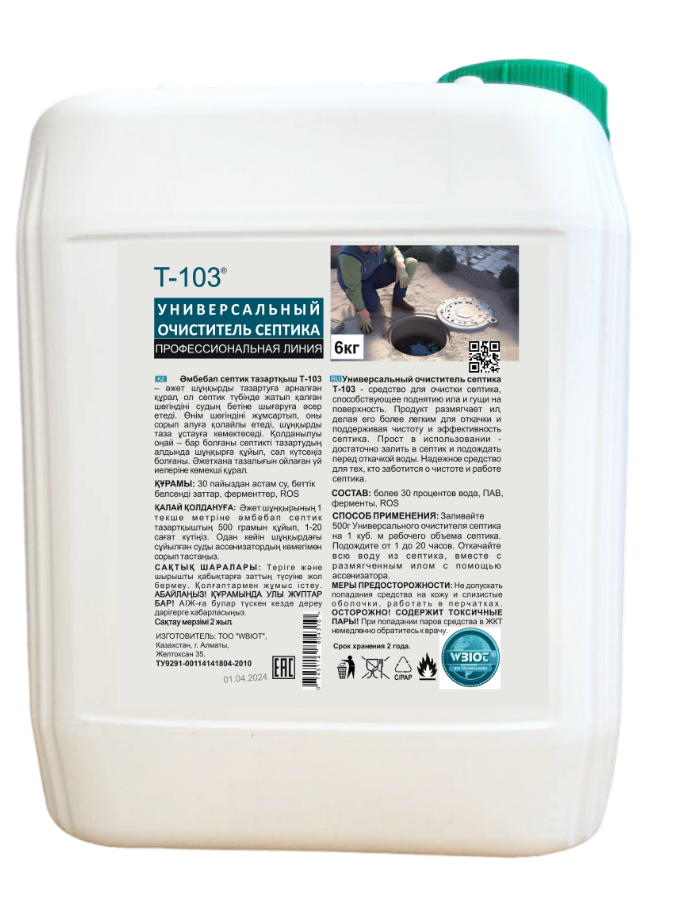 T-103®
УНИВЕРСАЛЬНЫЙ
ОЧИСТИТЕЛЬ СЕПТИКА
ПРОФЕССИОНАЛЬНАЯ ЛИНИЯ
6кг
KZ Әмбебап септик тазартқыш Т-103
– әжет шұңқырды тазартуға арналған
құрал, ол септик түбінде жатып қалған
шөгіндіні судың бетіне шығаруға әсер
етеді. Өнім шөгіндіні жұмсартып, оны
сорып алуға қолайлы етеді, шұңқырды
таза ұстауға көмектеседі. Қолданылуы
оңай – бар болғаны септикті тазартудың
алдында шұңқырға құйып, сәл күтсеңіз
болғаны. Әжетхана тазалығын ойлаған үй
иелеріне көмекші құрал.
ҚҰРАМЫ: 30 пайыздан астам су, беттік
белсенді заттар, ферменттер, ROS
ҚАЛАЙ ҚОЛДАНУҒА: Әжет шұңқырының 1
текше метріне әмбебап септик
тазартқыштың 500 грамын құйып, 1-20
сағат күтіңіз. Одан кейін шұңқырдағы
сұйылған суды ассенизатордың көмегімен
сорып тастаңыз.
САҚТЫҚ ШАРАЛАРЫ: Теріге және
шырышты қабықтарға заттың түсуіне жол
бермеу. Қолғаптармен жұмыс істеу.
АБАЙЛАҢЫЗ! ҚҰРАМЫНДА УЛЫ ЖҰПТАР
БАР! АІЖ-ға булар түскен кезде дереу
дәрігерге хабарласыңыз.
Сақтау мерзімі 2 жыл.
ИЗГОТОВИТЕЛЬ: ТОО "WBIOT",
Казахстан, г. Алматы,
Желтоксан 35.
ТУ9291-00114141804-2010
01.04.2024
EAC
RU Универсальный очиститель септика
Т-103 - средство для очистки септика,
способствующее поднятию ила и гущи на
поверхность. Продукт размягчает ил,
делая его более легким для откачки и
поддерживая чистоту и эффективность
септика. Прост в использовании -
достаточно залить в септик и подождать
перед откачкой воды. Надежное средство
для тех, кто заботится о чистоте и работе
септика.
СОСТАВ: более 30 процентов вода, ПАВ,
ферменты, ROS
СПОСОБ ПРИМЕНЕНИЯ: Заливайте
500г Универсального очистителя септика
на 1 куб. м рабочего объема септика.
Подождите от 1 до 20 часов. Откачайте
всю воду из септика, вместе с
размягченным илом с помощью
ассенизатора.
МЕРЫ ПРЕДОСТОРОЖНОСТИ: Не допускать
попадания средства на кожу и слизистые
оболочки, работать в перчатках.
ОСТОРОЖНО! СОДЕРЖИТ ТОКСИЧНЫЕ
ПАРЫ! При попадании паров средства в ЖКТ
немедленно обратитесь к врачу.
Срок хранения 2 года.
C/PAP
WBIOT®